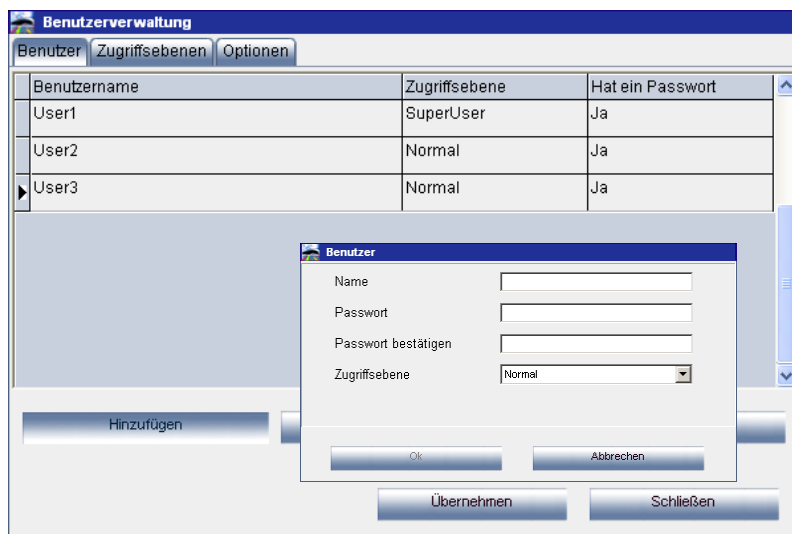 Benutzerverwaltung
Benutzer Zugriffsebenen Optionen
Benutzername Zugriffsebene Hat ein Passwort
User1 SuperUser Ja
User2 Normal Ja
User3 Normal Ja
Benutzer
Name
Passwort
Passwort bestätigen
Zugriffsebene Normal
Ok Abbrechen
Hinzufügen
Übernehmen Schließen